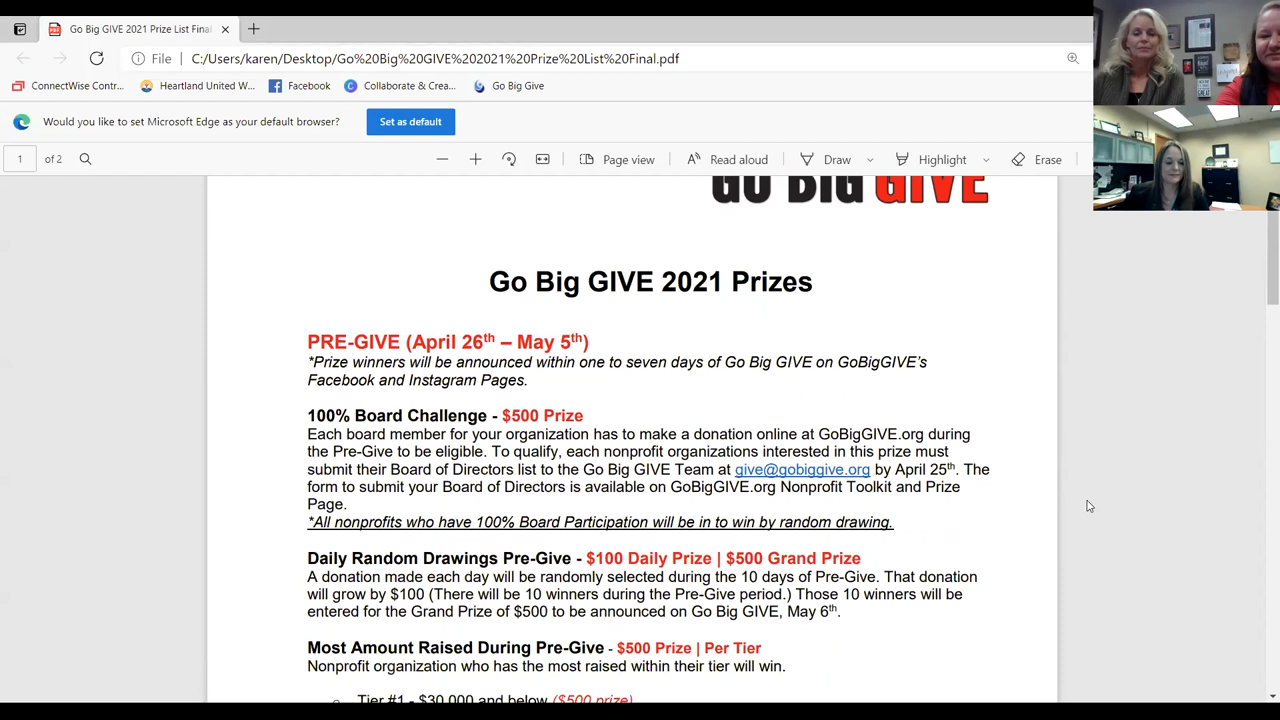 Go Big GIVE 2021 Prize List Final
File C:/Users/karen/Desktop/Go%20Big%20GIVE%202021%20Prize%20List%20Final.pdf
ConnectWise Contr... Heartland United W... Facebook Collaborate & Crea... Go Big Give
Would you like to set Microsoft Edge as your default browser? Set as default
1 of 2 Page view Read aloud Draw Highlight Erase
GO BIG GIVE
Go Big GIVE 2021 Prizes
PRE-GIVE (April 26th – May 5th)
*Prize winners will be announced within one to seven days of Go Big GIVE on GoBigGIVE's
Facebook and Instagram Pages.
100% Board Challenge - $500 Prize
Each board member for your organization has to make a donation online at GoBigGIVE.org during
the Pre-Give to be eligible. To qualify, each nonprofit organizations interested in this prize must
submit their Board of Directors list to the Go Big GIVE Team at give@gobiggive.org by April 25th. The
form to submit your Board of Directors is available on GoBigGIVE.org Nonprofit Toolkit and Prize
Page.
*All nonprofits who have 100% Board Participation will be in to win by random drawing.
Daily Random Drawings Pre-Give - $100 Daily Prize | $500 Grand Prize
A donation made each day will be randomly selected during the 10 days of Pre-Give. That donation
will grow by $100 (There will be 10 winners during the Pre-Give period.) Those 10 winners will be
entered for the Grand Prize of $500 to be announced on Go Big GIVE, May 6th.
Most Amount Raised During Pre-Give - $500 Prize | Per Tier
Nonprofit organization who has the most raised within their tier will win.
Tier #1 - $30,000 and below ($500 prize)